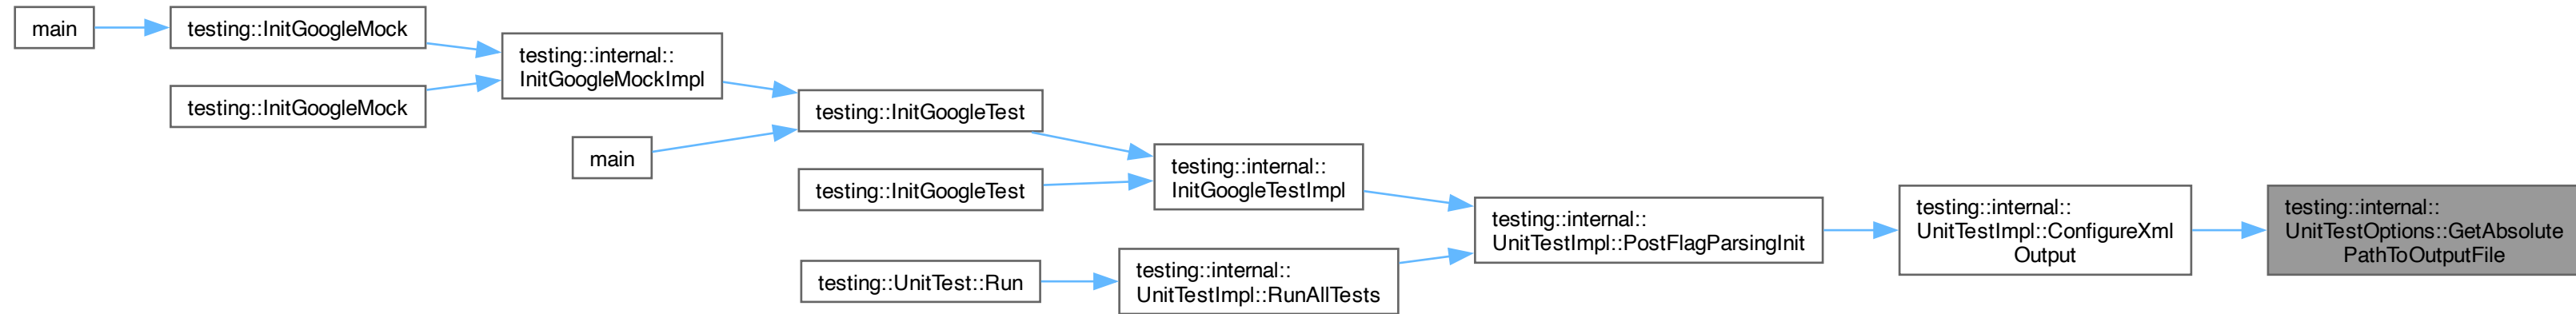 main
testing::InitGoogleMock
testing::InitGoogleMock
testing::internal::
InitGoogleMockImpl
testing::InitGoogleTest
main
testing::InitGoogleTest
testing::internal::
InitGoogleTestImpl
testing::UnitTest::Run
testing::internal::
UnitTestImpl::RunAllTests
testing::internal::
UnitTestImpl::PostFlagParsingInit
testing::internal::
UnitTestImpl::ConfigureXml
Output
testing::internal::
UnitTestOptions::GetAbsolute
PathToOutputFile